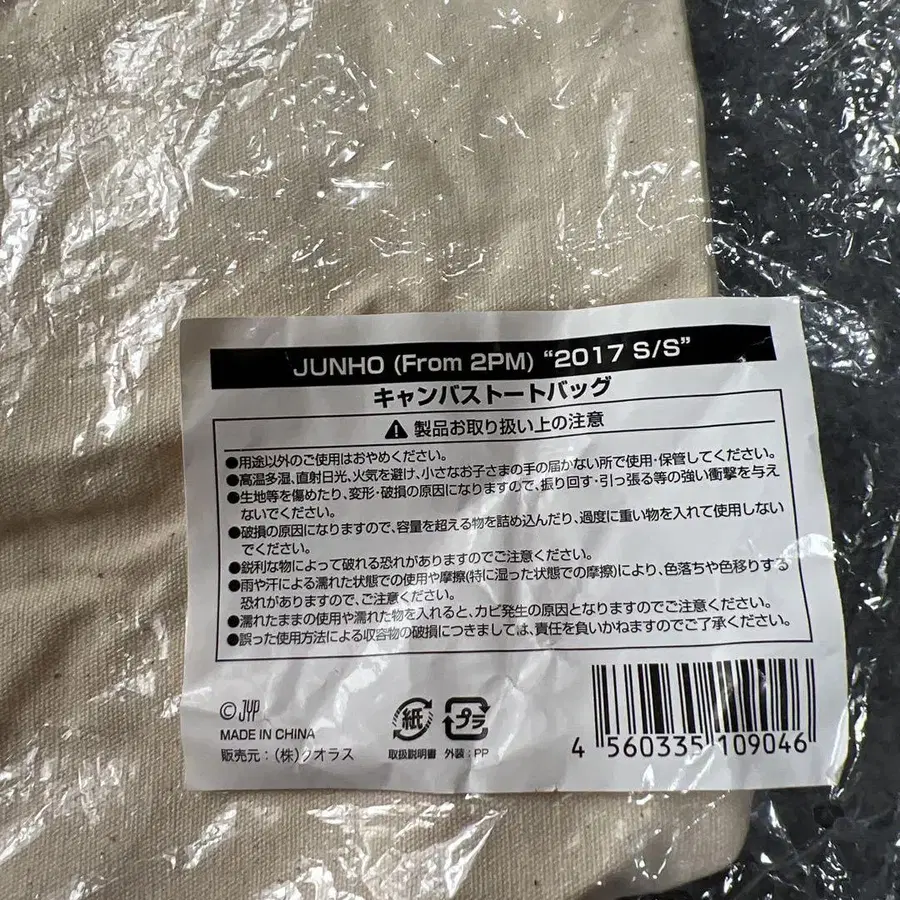 JUNHO (From 2PM) “2017 S/S”
キャンバストートバッグ
製品お取り扱い上の注意
●用途以外のご使用はおやめください。
●高温多湿、直射日光、火気を避け、小さなお子さまの手の届かない所で使用・保管してください。
●生地等を傷めたり、変形・破損の原因になりますので、振り回す・引っ張る等の強い衝撃を与え
ないでください。
●破損の原因になりますので、容量を超える物を詰め込んだり、過度に重い物を入れて使用しない
でください。
●鋭利な物によって破れる恐れがありますのでご注意ください。
●雨や汗による濡れた状態での使用や摩擦(特に湿った状態での摩擦)により、色落ちや色移りする
恐れがありますので、ご注意ください。
●濡れたままの使用や濡れた物を入れると、カビ発生の原因となりますのでご注意ください。
●誤った使用方法による収容物の破損につきましては、責任を負いかねますのでご了承ください。
© JYP
MADE IN CHINA
販売元：(株)クオラス
紙
取扱説明書
プラ
外装：PP
4 560335 109046